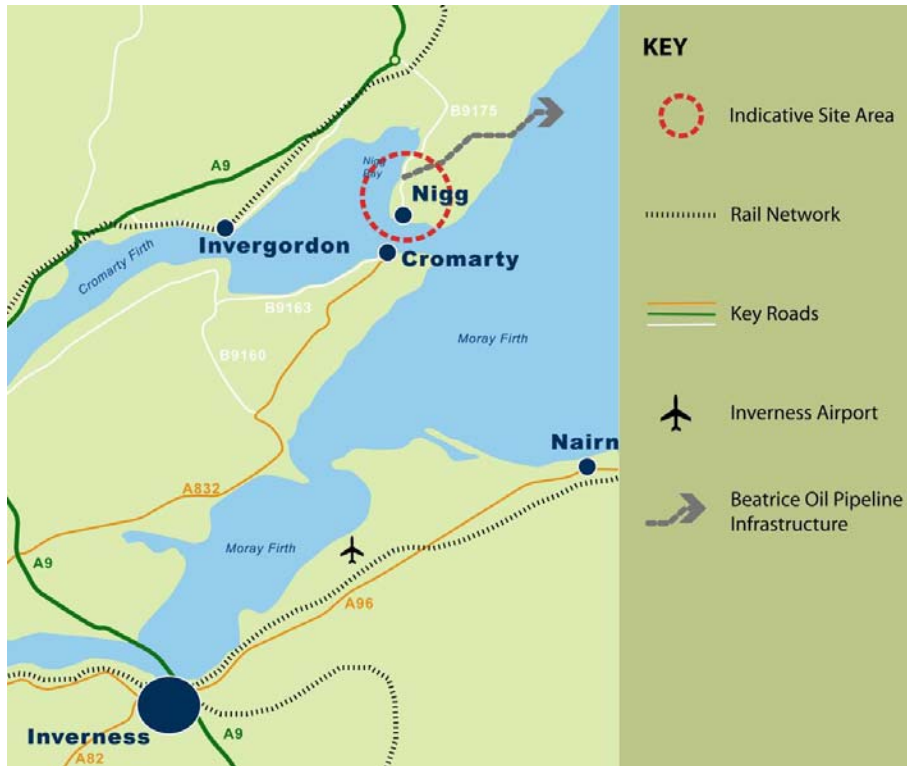 B9175
A9
Nigg
Bay
Nigg
Invergordon
Cromarty Firth
Cromarty
B9163
Moray Firth
B9160
Nairn
A832
Moray Firth
A9
A96
Inverness
A9
A82
KEY
Indicative Site Area
Rail Network
Key Roads
Inverness Airport
Beatrice Oil Pipeline
Infrastructure